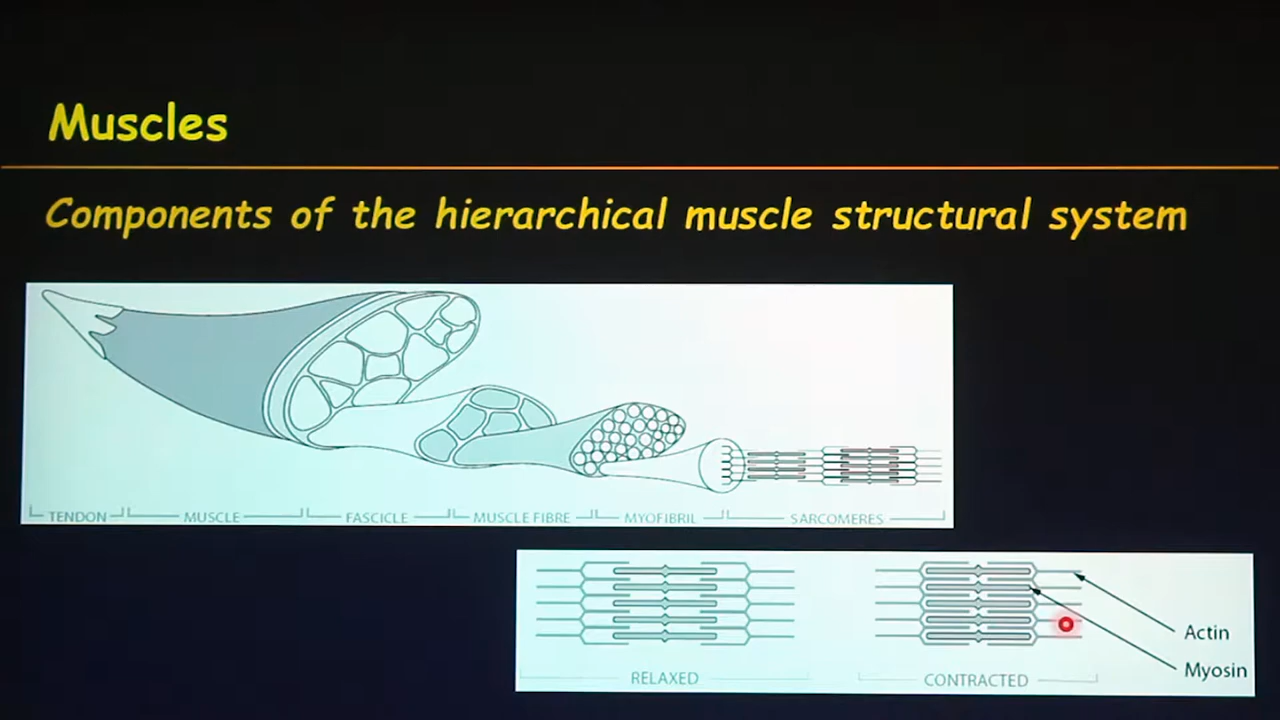 Muscles
Components of the hierarchical muscle structural system
TENDON MUSCLE FASCICLE MUSCLE FIBRE MYOFIBRIL SARCOMERES
Actin
Myosin
RELAXED CONTRACTED